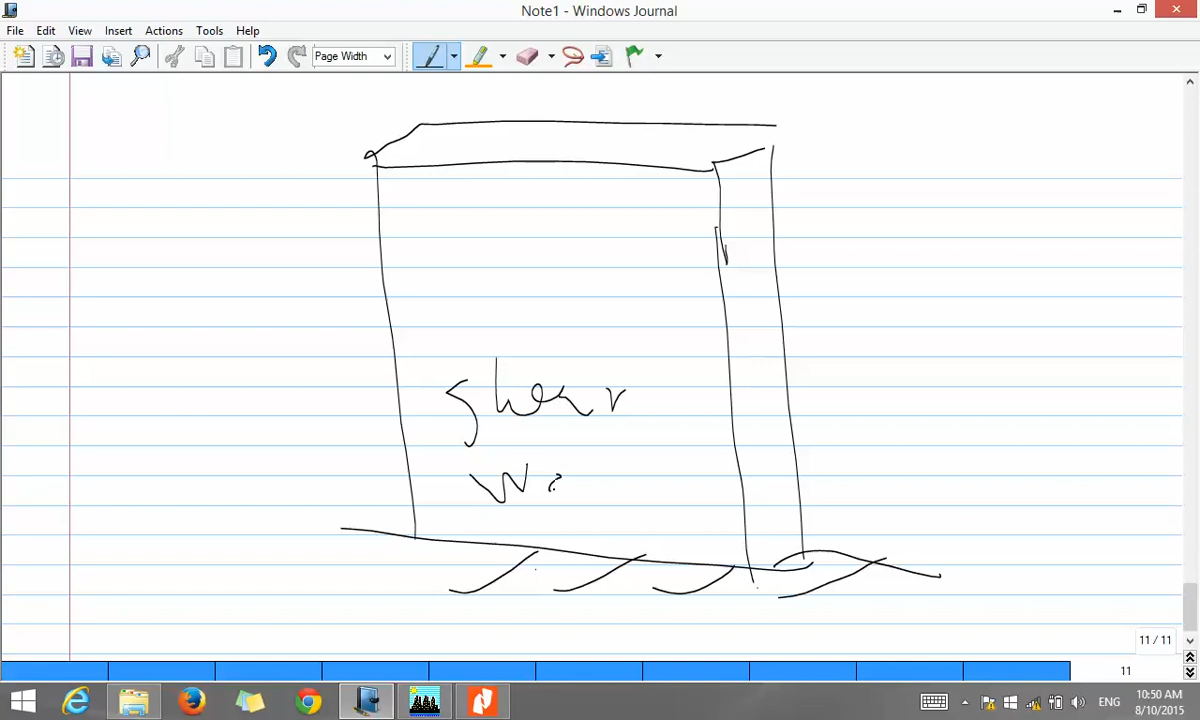 Note1 - Windows Journal
File Edit View Insert Actions Tools Help
Page Width
shear
wa
11 / 11
11
ENG
10:50 AM
8/10/2015